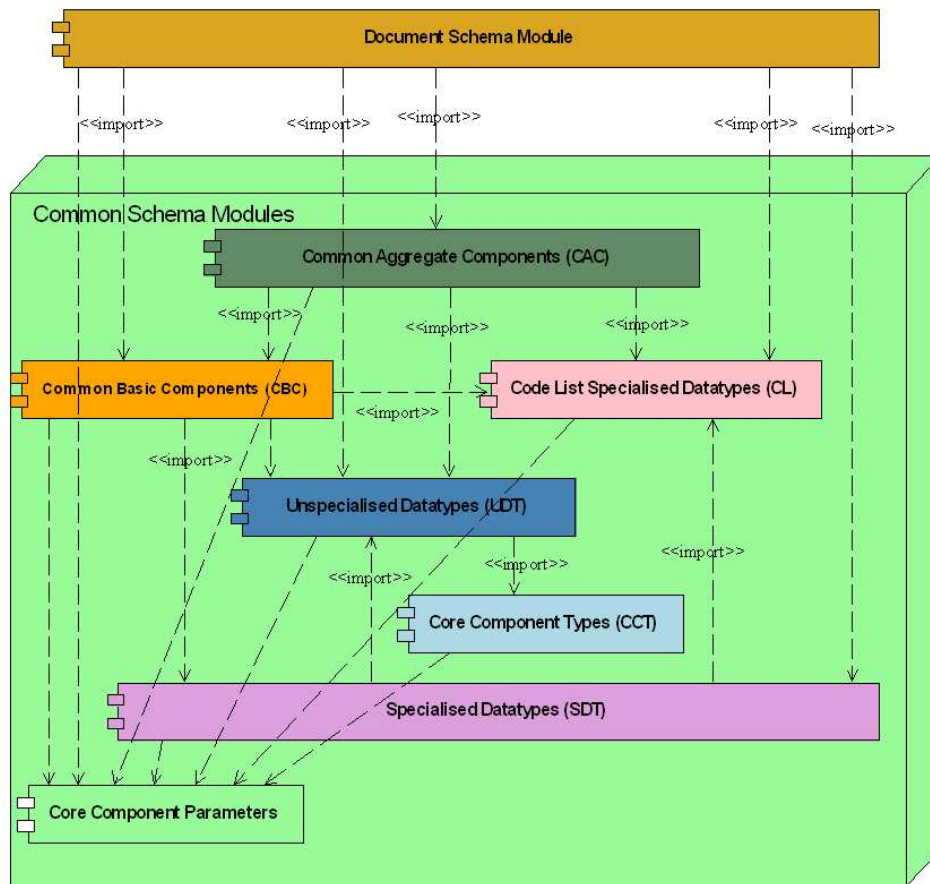 Document Schema Module
<<import>>
<<import>>
<<import>>
<<import>>
<<import>>
Common Schema Modules
Common Aggregate Components (CAC)
<<import>>
<<import>>
<<import>>
Common Basic Components (CBC)
Code List Specialised Datatypes (CL)
<<import>>
<<import>>
Unspecialised Datatypes (UDT)
<<import>>
<<import>>
<<import>>
Core Component Types (CCT)
Specialised Datatypes (SDT)
Core Component Parameters